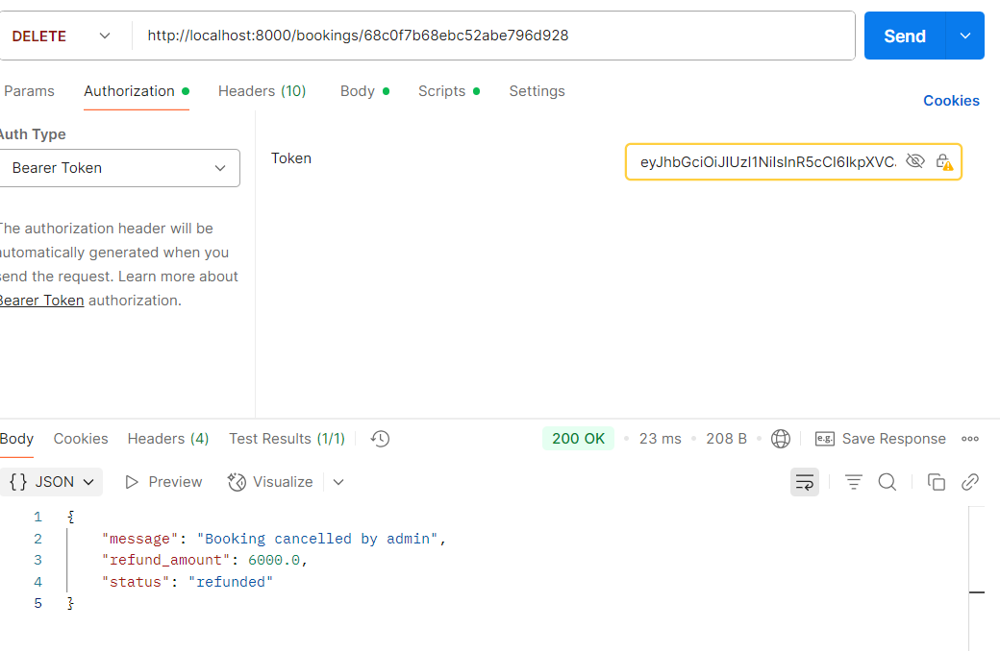 DELETE http://localhost:8000/bookings/68c0f7b68ebc52abe796d928 Send
Params Authorization Headers (10) Body Scripts Settings Cookies
Auth Type
Bearer Token
Token eyJhbGciOiJIUzI1NiIsInR5cCI6IkpXVC.
The authorization header will be
automatically generated when you
send the request. Learn more about
Bearer Token authorization.
Body Cookies Headers (4) Test Results (1/1) 200 OK 23 ms 208 B e.g. Save Response
{} JSON Preview Visualize
1 {
2 "message": "Booking cancelled by admin",
3 "refund_amount": 6000.0,
4 "status": "refunded"
5 }